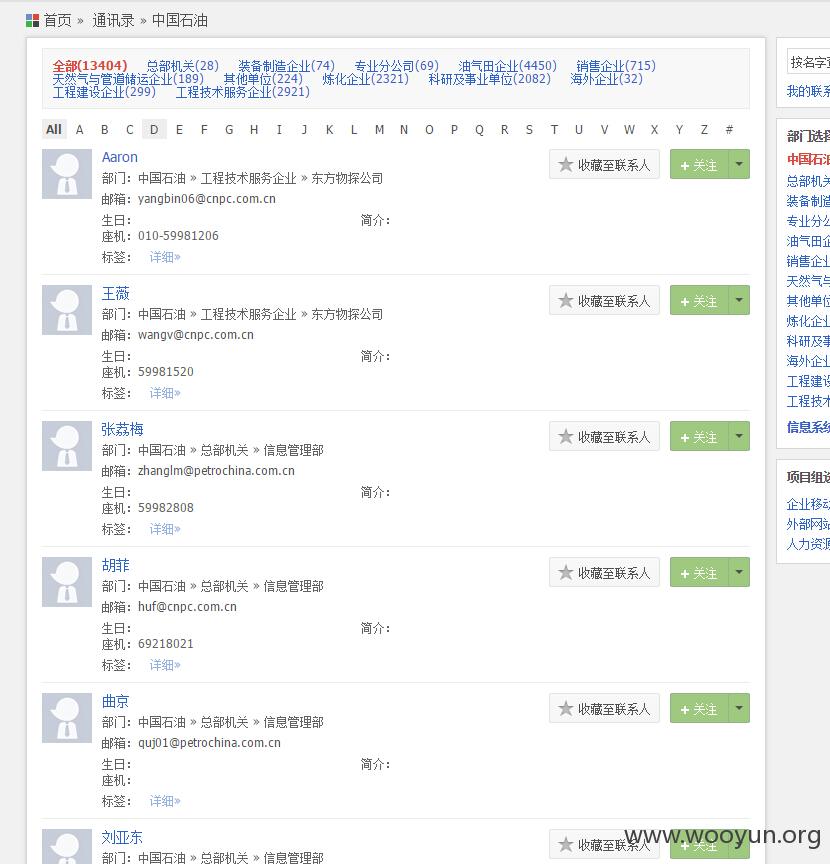 首页 » 通讯录 » 中国石油
全部(13404) 总部机关(28) 装备制造企业(74) 专业分公司(69) 油气田企业(4450) 销售企业(715)
天然气与管道储运企业(189) 其他单位(224) 炼化企业(2321) 科研及事业单位(2082) 海外企业(32)
工程建设企业(299) 工程技术服务企业(2921)
All A B C D E F G H I J K L M N O P Q R S T U V W X Y Z #
Aaron
收藏至联系人 + 关注
部门：中国石油 » 工程技术服务企业 » 东方物探公司
邮箱：yangbin06@cnpc.com.cn
生日： 简介：
座机：010-59981206
标签： 详细»
王薇
收藏至联系人 + 关注
部门：中国石油 » 工程技术服务企业 » 东方物探公司
邮箱：wangv@cnpc.com.cn
生日： 简介：
座机：59981520
标签： 详细»
张荔梅
收藏至联系人 + 关注
部门：中国石油 » 总部机关 » 信息管理部
邮箱：zhanglm@petrochina.com.cn
生日： 简介：
座机：59982808
标签： 详细»
胡菲
收藏至联系人 + 关注
部门：中国石油 » 总部机关 » 信息管理部
邮箱：huf@cnpc.com.cn
生日： 简介：
座机：69218021
标签： 详细»
曲京
收藏至联系人 + 关注
部门：中国石油 » 总部机关 » 信息管理部
邮箱：quj01@petrochina.com.cn
生日： 简介：
座机：
标签： 详细»
刘亚东
收藏至联系人 + 关注
部门：中国石油 » 总部机关 » 信息管理部
按名字
我的联系
部门选择
中国石油
总部机关
装备制造
专业分公
油气田企
销售企业
天然气与
其他单位
炼化企业
科研及事
海外企业
工程建设
工程技术
信息系统
项目组选
企业移动
外部网站
人力资源
www.wooyun.org